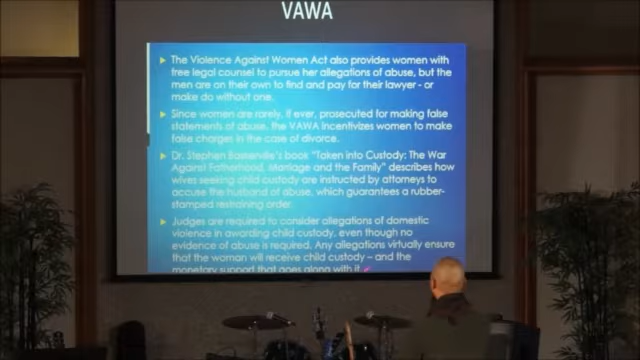 VAWA
The Violence Against Women Act also provides women with
free legal counsel to pursue her allegations of abuse, but the
men are on their own to find and pay for their lawyer - or
make do without one.
Since women are rarely, if ever, prosecuted for making false
statements of abuse, the VAWA incentivizes women to make
false charges in the case of divorce.
Dr. Stephen Baskerville's book "Taken into Custody: The War
Against Fatherhood, Marriage and the Family" describes how
wives seeking child custody are instructed by attorneys to
accuse the husband of abuse, which guarantees a rubber-
stamped restraining order.
Judges are required to consider allegations of domestic
violence in awarding child custody, even though no
evidence of abuse is required. Any allegations virtually ensure
that the woman will receive child custody – and the
monetary support that goes along with it.